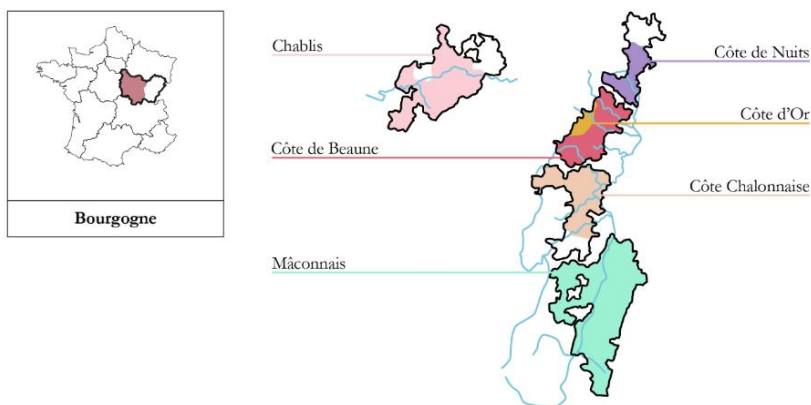 Bourgogne
Chablis
Côte de Nuits
Côte d'Or
Côte de Beaune
Côte Chalonnaise
Mâconnais